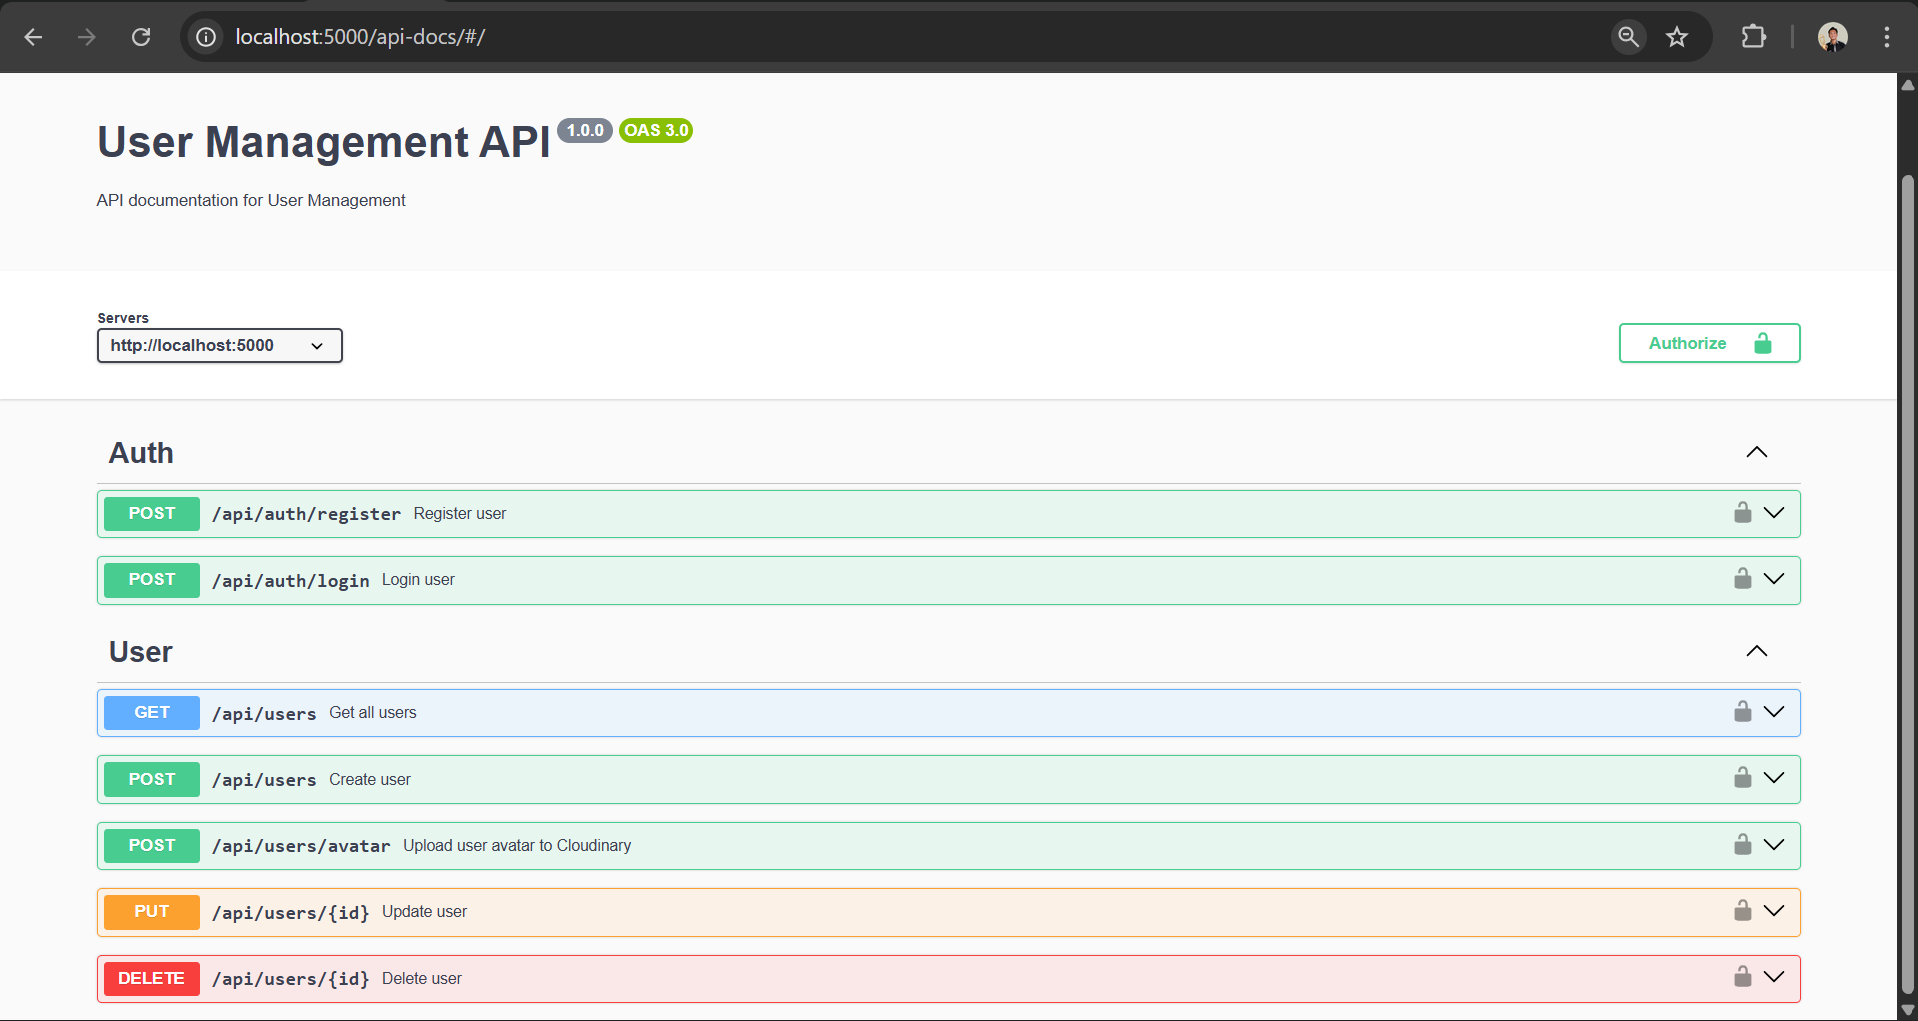 localhost:5000/api-docs/#/
User Management API 1.0.0 OAS 3.0
API documentation for User Management
Servers
http://localhost:5000
Authorize
Auth
POST /api/auth/register Register user
POST /api/auth/login Login user
User
GET /api/users Get all users
POST /api/users Create user
POST /api/users/avatar Upload user avatar to Cloudinary
PUT /api/users/{id} Update user
DELETE /api/users/{id} Delete user